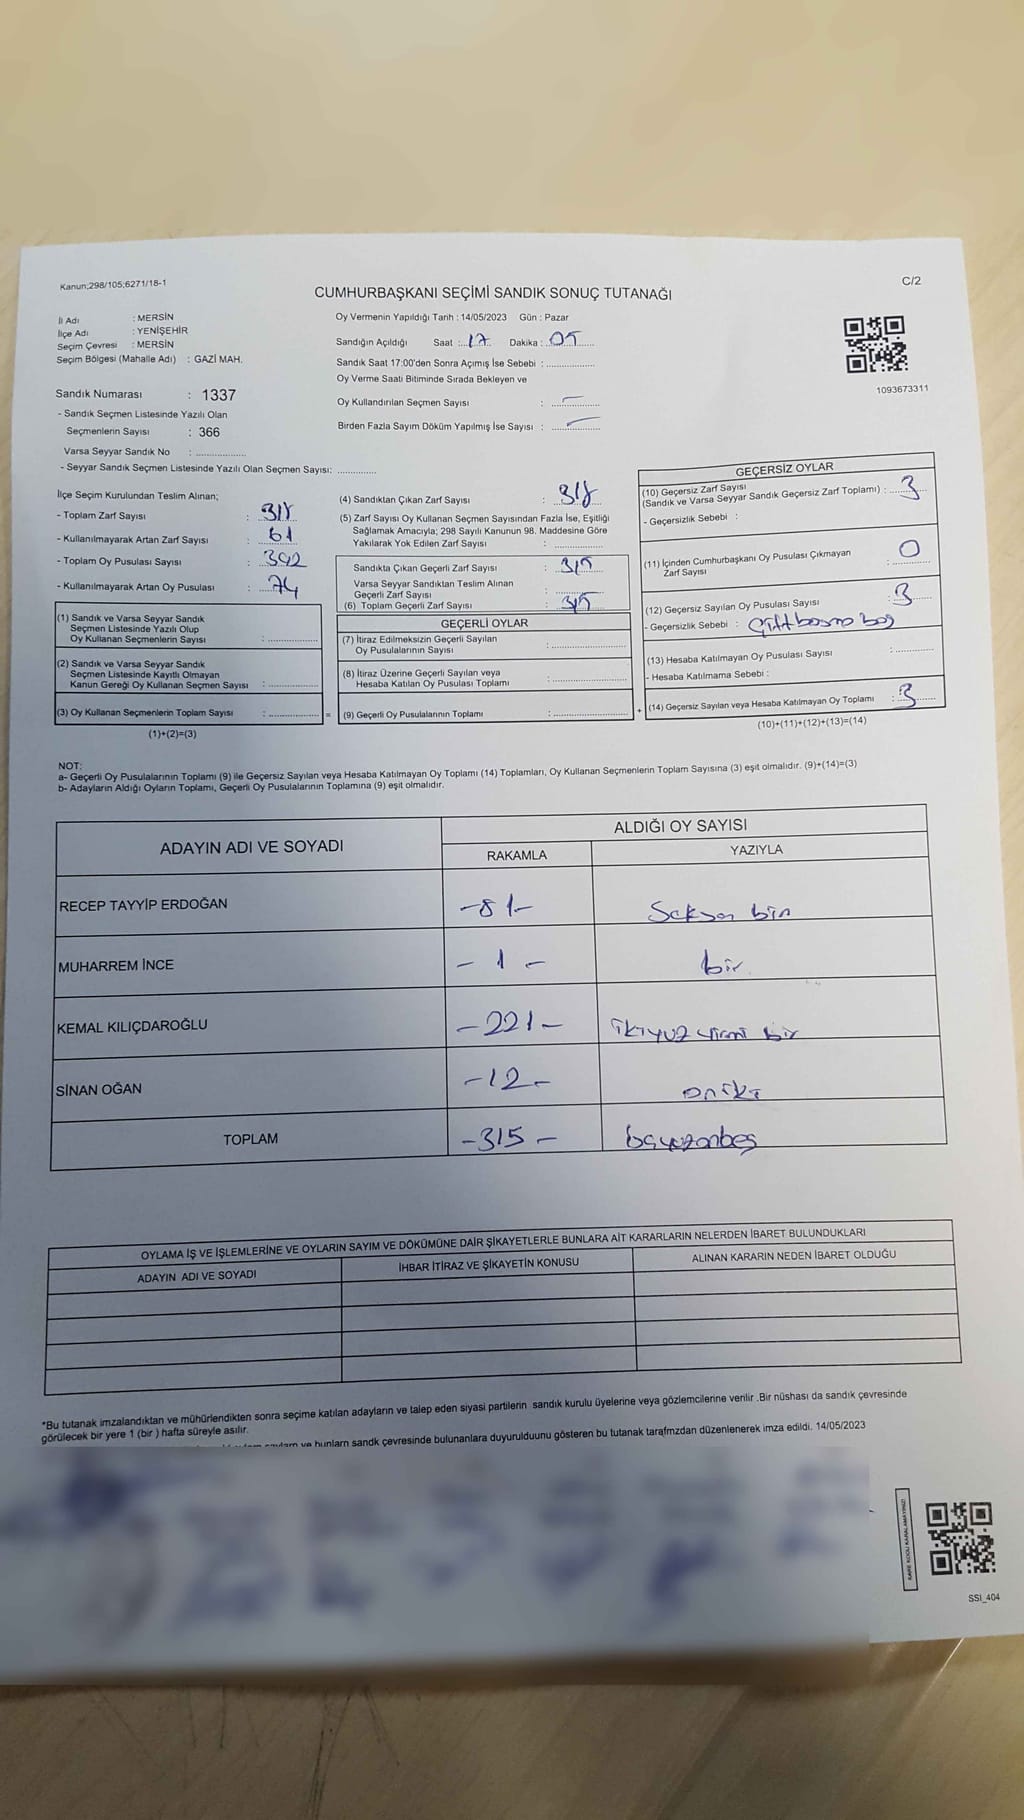 Kanun;298/105;6271/18-1
C/2
CUMHURBAŞKANI SEÇİMİ SANDIK SONUÇ TUTANAĞI
İl Adı : MERSİN
İlçe Adı : YENİŞEHİR
Seçim Çevresi : MERSİN
Seçim Bölgesi (Mahalle Adı) : GAZİ MAH.
Oy Vermenin Yapıldığı Tarih : 14/05/2023 Gün : Pazar
Sandığın Açıldığı Saat : 17 Dakika : 05
Sandık Saat 17:00'den Sonra Açımış İse Sebebi :
Oy Verme Saati Bitiminde Sırada Bekleyen ve
Oy Kullandırılan Seçmen Sayısı : –
Birden Fazla Sayım Döküm Yapılmış İse Sayısı : –
1093673311
Sandık Numarası : 1337
- Sandık Seçmen Listesinde Yazılı Olan
Seçmenlerin Sayısı : 366
Varsa Seyyar Sandık No :
- Seyyar Sandık Seçmen Listesinde Yazılı Olan Seçmen Sayısı:
İlçe Seçim Kurulundan Teslim Alınan;
- Toplam Zarf Sayısı :
- Kullanılmayarak Artan Zarf Sayısı : 61
- Toplam Oy Pusulası Sayısı : 392
- Kullanılmayarak Artan Oy Pusulası : 74
(1) Sandık ve Varsa Seyyar Sandık
Seçmen Listesinde Yazılı Olup
Oy Kullanan Seçmenlerin Sayısı :
(2) Sandık ve Varsa Seyyar Sandık
Seçmen Listesinde Kayıtlı Olmayan
Kanun Gereği Oy Kullanan Seçmen Sayısı :
(3) Oy Kullanan Seçmenlerin Toplam Sayısı : =
(1)+(2)=(3)
(4) Sandıktan Çıkan Zarf Sayısı : 318
(5) Zarf Sayısı Oy Kullanan Seçmen Sayısından Fazla İse, Eşitliği
Sağlamak Amacıyla; 298 Sayılı Kanunun 98. Maddesine Göre
Yakılarak Yok Edilen Zarf Sayısı :
Sandıkta Çıkan Geçerli Zarf Sayısı : 315
Varsa Seyyar Sandıktan Teslim Alınan
Geçerli Zarf Sayısı :
(6) Toplam Geçerli Zarf Sayısı : 315
GEÇERLİ OYLAR
(7) İtiraz Edilmeksizin Geçerli Sayılan
Oy Pusulalarının Sayısı :
(8) İtiraz Üzerine Geçerli Sayılan veya
Hesaba Katılan Oy Pusulası Toplamı :
(9) Geçerli Oy Pusulalarının Toplamı : +
GEÇERSİZ OYLAR
(10) Geçersiz Zarf Sayısı
(Sandık ve Varsa Seyyar Sandık Geçersiz Zarf Toplamı) : 3
- Geçersizlik Sebebi :
(11) İçinden Cumhurbaşkanı Oy Pusulası Çıkmayan
Zarf Sayısı : 0
(12) Geçersiz Sayılan Oy Pusulası Sayısı : 3
- Geçersizlik Sebebi : Çift basma boş
(13) Hesaba Katılmayan Oy Pusulası Sayısı :
- Hesaba Katılmama Sebebi :
(14) Geçersiz Sayılan veya Hesaba Katılmayan Oy Toplamı : 3
(10)+(11)+(12)+(13)=(14)
NOT:
a- Geçerli Oy Pusulalarının Toplamı (9) ile Geçersiz Sayılan veya Hesaba Katılmayan Oy Toplamı (14) Toplamları, Oy Kullanan Seçmenlerin Toplam Sayısına (3) eşit olmalıdır. (9)+(14)=(3)
b- Adayların Aldığı Oyların Toplamı, Geçerli Oy Pusulalarının Toplamına (9) eşit olmalıdır.
ADAYIN ADI VE SOYADI
ALDIĞI OY SAYISI
RAKAMLA YAZIYLA
RECEP TAYYİP ERDOĞAN -81- Seksen bir
MUHARREM İNCE - 1 - bir
KEMAL KILIÇDAROĞLU -221- ikiyüz yirmi bir
SİNAN OĞAN -12- oniki
TOPLAM -315-
OYLAMA İŞ VE İŞLEMLERİNE VE OYLARIN SAYIM VE DÖKÜMÜNE DAİR ŞİKAYETLERLE BUNLARA AİT KARARLARIN NELERDEN İBARET BULUNDUKLARI
ADAYIN ADI VE SOYADI İHBAR İTİRAZ VE ŞİKAYETİN KONUSU ALINAN KARARIN NEDEN İBARET OLDUĞU
*Bu tutanak imzalandıktan ve mühürlendikten sonra seçime katılan adayların ve talep eden siyasi partilerin sandık kurulu üyelerine veya gözlemcilerine verilir .Bir nüshası da sandık çevresinde
görülecek bir yere 1 (bir ) hafta süreyle asılır.
ve bunların sandk çevresinde bulunanlara duyurulduunu gösteren bu tutanak tarafmzdan düzenlenerek imza edildi. 14/05/2023
KARE KODU KARALAMAYINIZ!
SSI_404